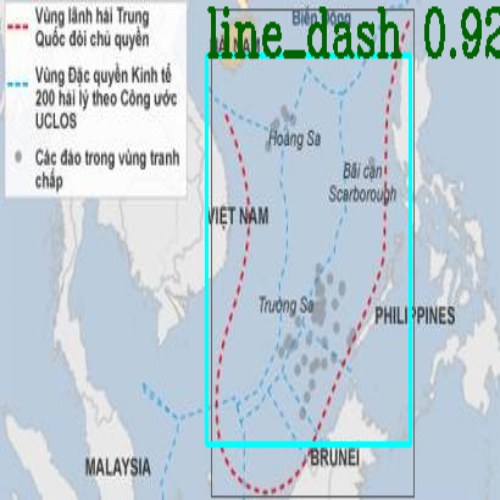 line_dash 0.92
Biển Đông
Vùng lãnh hải Trung
Quốc đòi chủ quyền
Vùng Đặc quyền Kinh tế
200 hải lý theo Công ước
UCLOS
Các đảo trong vùng tranh
chấp
Hoàng Sa
Bãi cạn
Scarborough
VIỆT NAM
Trường Sa
PHILIPPINES
BRUNEI
MALAYSIA